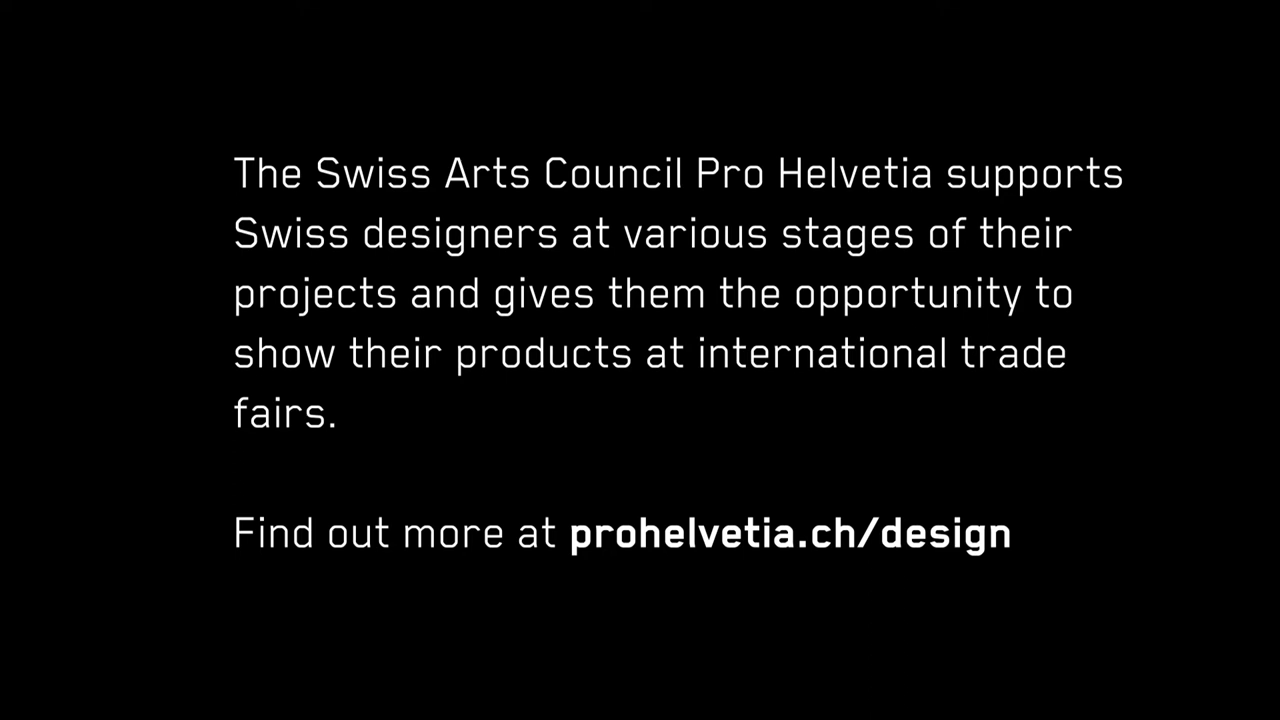 The Swiss Arts Council Pro Helvetia supports
Swiss designers at various stages of their
projects and gives them the opportunity to
show their products at international trade
fairs.
Find out more at prohelvetia.ch/design